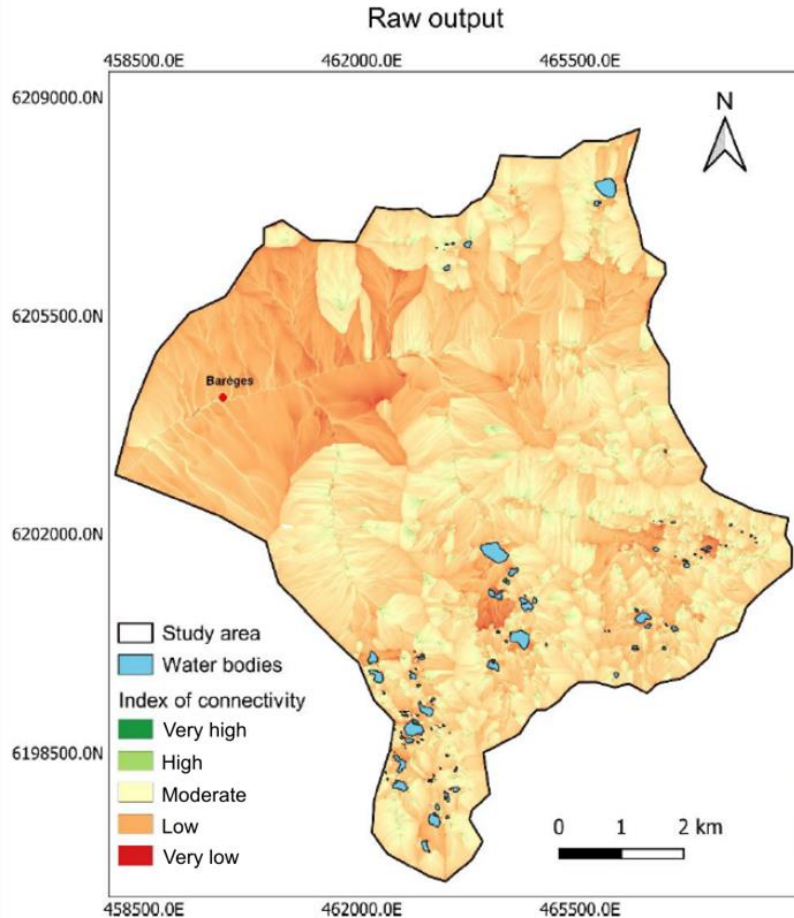 Raw output
458500.0E 462000.0E 465500.0E
6209000.0N
N
6205500.0N
Barèges
6202000.0N
Study area
Water bodies
Index of connectivity
Very high
High
6198500.0N
Moderate
Low
0 1 2 km
Very low
458500.0E 462000.0E 465500.0E